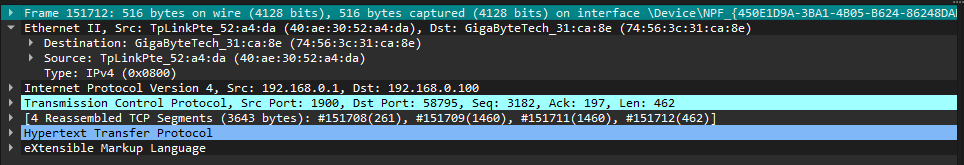 Frame 151712: 516 bytes on wire (4128 bits), 516 bytes captured (4128 bits) on interface \Device\NPF_{450E1D9A-3BA1-4B05-B624-86248DA
Ethernet II, Src: TpLinkPte_52:a4:da (40:ae:30:52:a4:da), Dst: GigaByteTech_31:ca:8e (74:56:3c:31:ca:8e)
Destination: GigaByteTech_31:ca:8e (74:56:3c:31:ca:8e)
Source: TpLinkPte_52:a4:da (40:ae:30:52:a4:da)
Type: IPv4 (0x0800)
Internet Protocol Version 4, Src: 192.168.0.1, Dst: 192.168.0.100
Transmission Control Protocol, Src Port: 1900, Dst Port: 58795, Seq: 3182, Ack: 197, Len: 462
[4 Reassembled TCP Segments (3643 bytes): #151708(261), #151709(1460), #151711(1460), #151712(462)]
Hypertext Transfer Protocol
eXtensible Markup Language